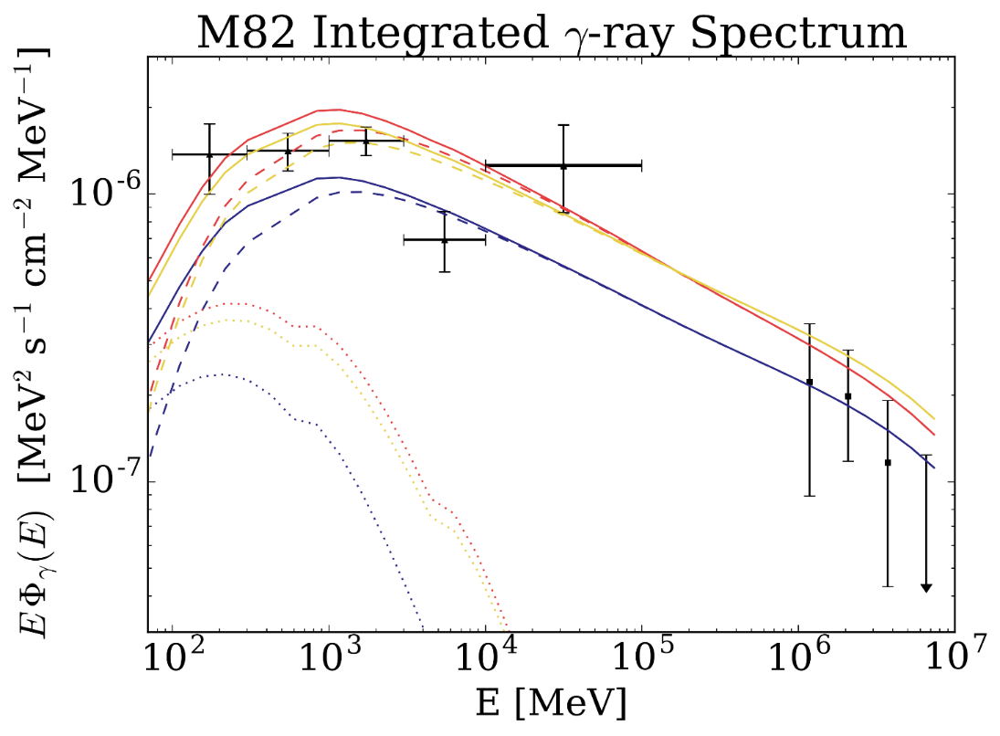 M82 Integrated γ-ray Spectrum
EΦγ(E) [MeV² s⁻¹ cm⁻² MeV⁻¹]
10⁻⁶
10⁻⁷
10² 10³ 10⁴ 10⁵ 10⁶ 10⁷
E [MeV]